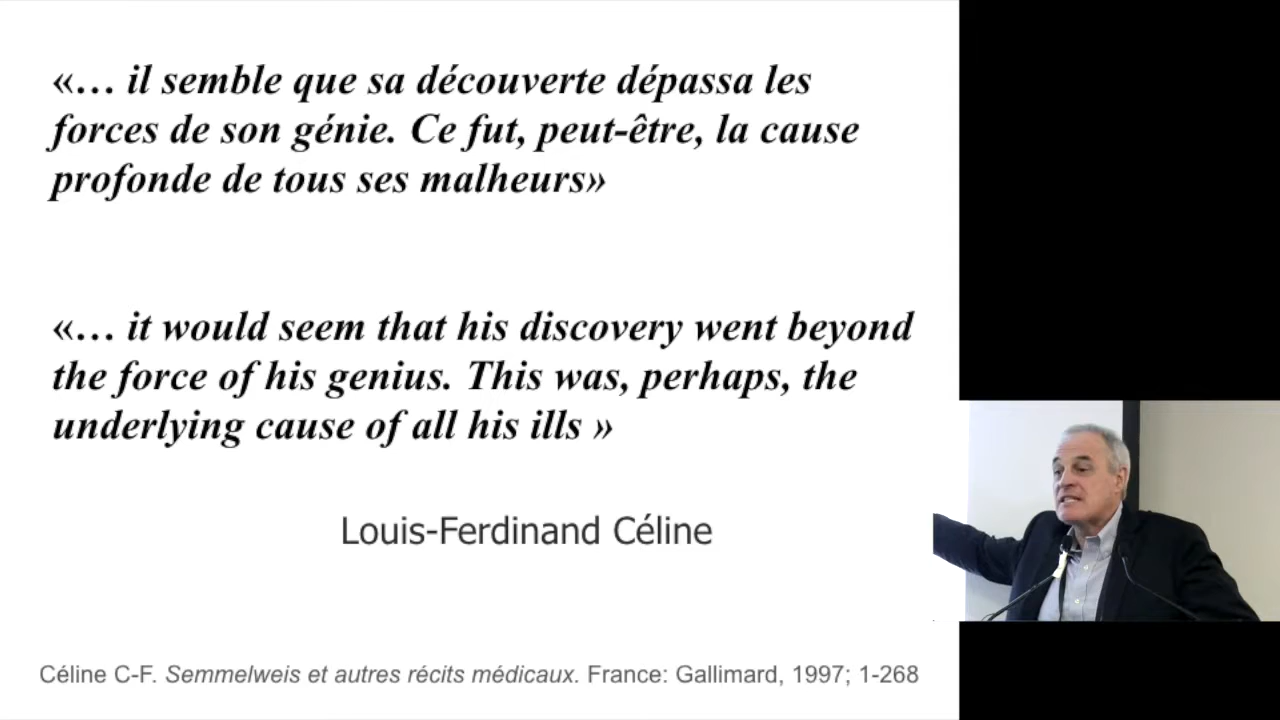 «… il semble que sa découverte dépassa les
forces de son génie. Ce fut, peut-être, la cause
profonde de tous ses malheurs»
«… it would seem that his discovery went beyond
the force of his genius. This was, perhaps, the
underlying cause of all his ills »
Louis-Ferdinand Céline
Céline C-F. Semmelweis et autres récits médicaux. France: Gallimard, 1997; 1-268